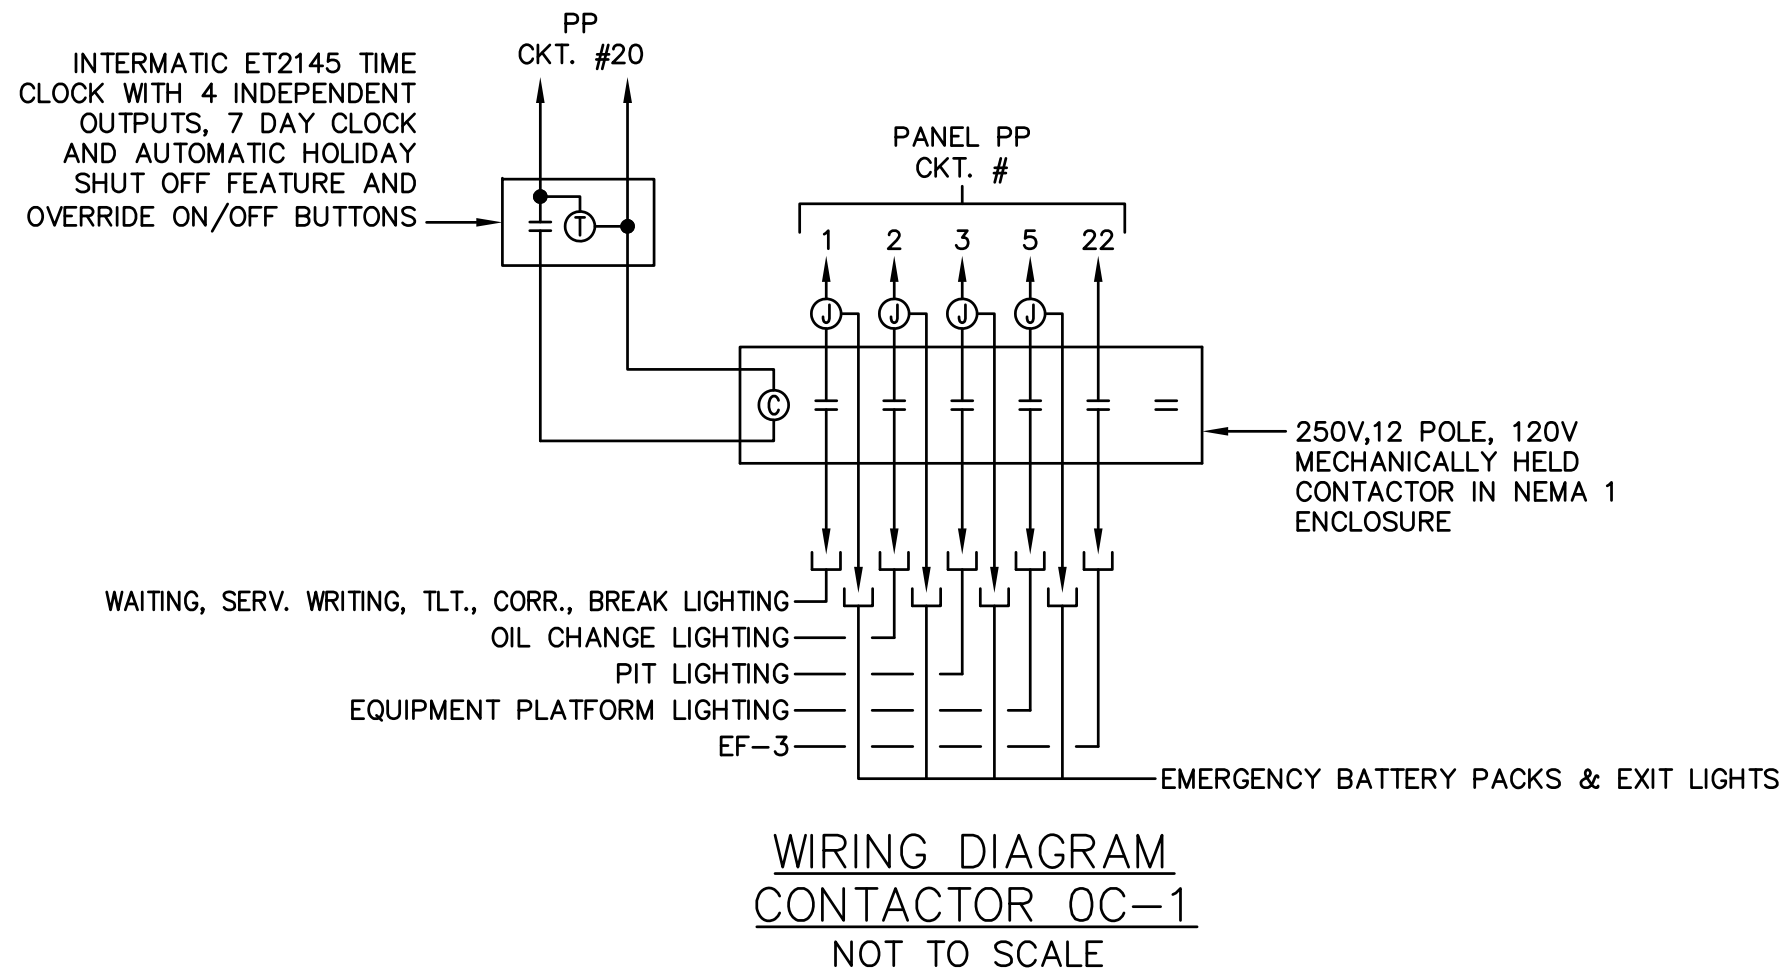 PP
CKT. #20
INTERMATIC ET2145 TIME
CLOCK WITH 4 INDEPENDENT
OUTPUTS, 7 DAY CLOCK
AND AUTOMATIC HOLIDAY
SHUT OFF FEATURE AND
OVERRIDE ON/OFF BUTTONS
T
PANEL PP
CKT. #
1 2 3 5 22
J J J J
C
250V,12 POLE, 120V
MECHANICALLY HELD
CONTACTOR IN NEMA 1
ENCLOSURE
WAITING, SERV. WRITING, TLT., CORR., BREAK LIGHTING
OIL CHANGE LIGHTING
PIT LIGHTING
EQUIPMENT PLATFORM LIGHTING
EF-3
EMERGENCY BATTERY PACKS & EXIT LIGHTS
WIRING DIAGRAM
CONTACTOR OC-1
NOT TO SCALE